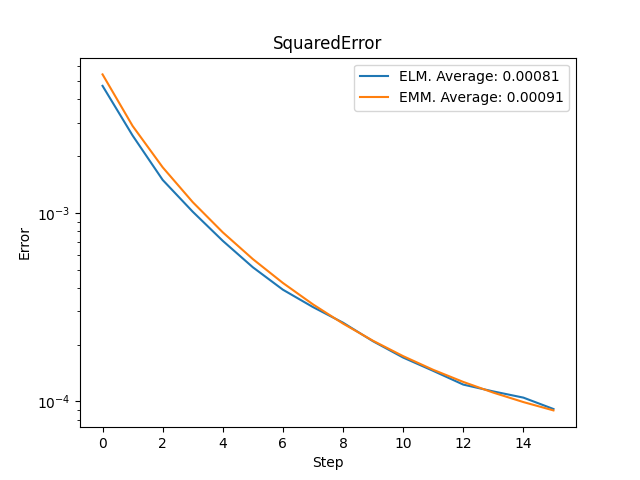 SquaredError
ELM. Average: 0.00081
EMM. Average: 0.00091
10⁻³
10⁻⁴
Error
0 2 4 6 8 10 12 14
Step